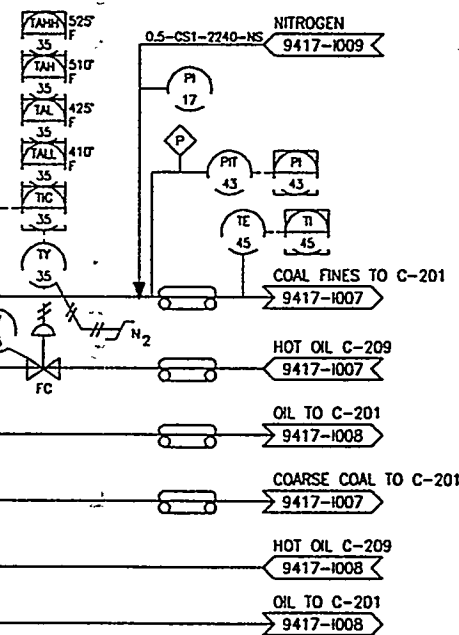 TAHH
525°
F
35
TAH
510°
F
35
TAL
425°
F
35
TALL
410°
F
35
TIC
35
TY
35
N2
FC
0.5-CS1-2240-NS
NITROGEN
9417-1009
PI
17
P
PIT
43
PI
43
TE
45
TI
45
COAL FINES TO C-201
9417-1007
HOT OIL C-209
9417-1007
OIL TO C-201
9417-1008
COARSE COAL TO C-201
9417-1007
HOT OIL C-209
9417-1008
OIL TO C-201
9417-1008